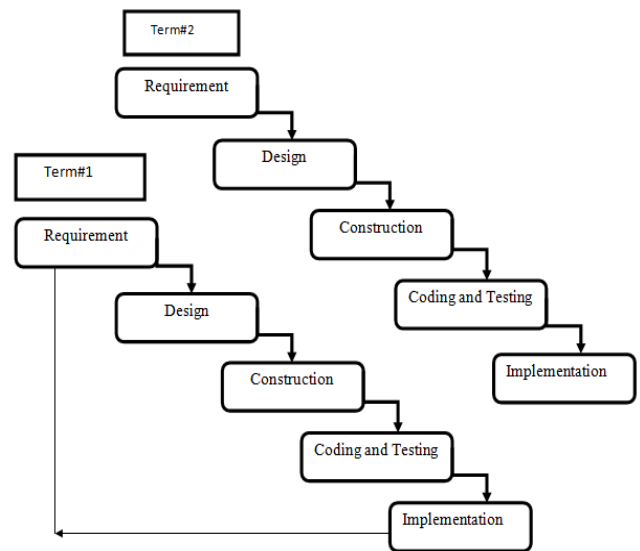 Term#2
Requirement
Design
Construction
Coding and Testing
Implementation
Term#1
Requirement
Design
Construction
Coding and Testing
Implementation